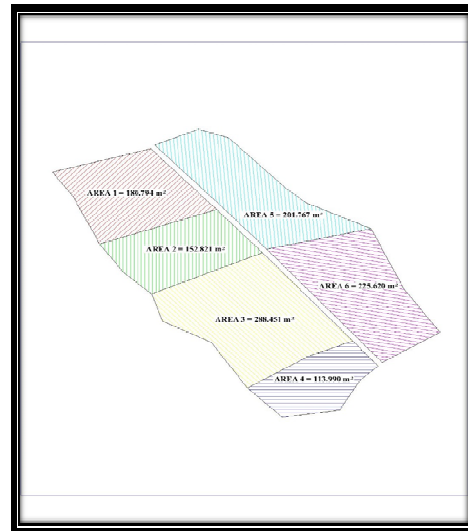 AREA 1 = 180.794 m²
AREA 5 = 201.767 m²
AREA 2 = 152.821 m²
AREA 6 = 225.620 m²
AREA 3 = 288.451 m²
AREA 4 = 113.990 m²